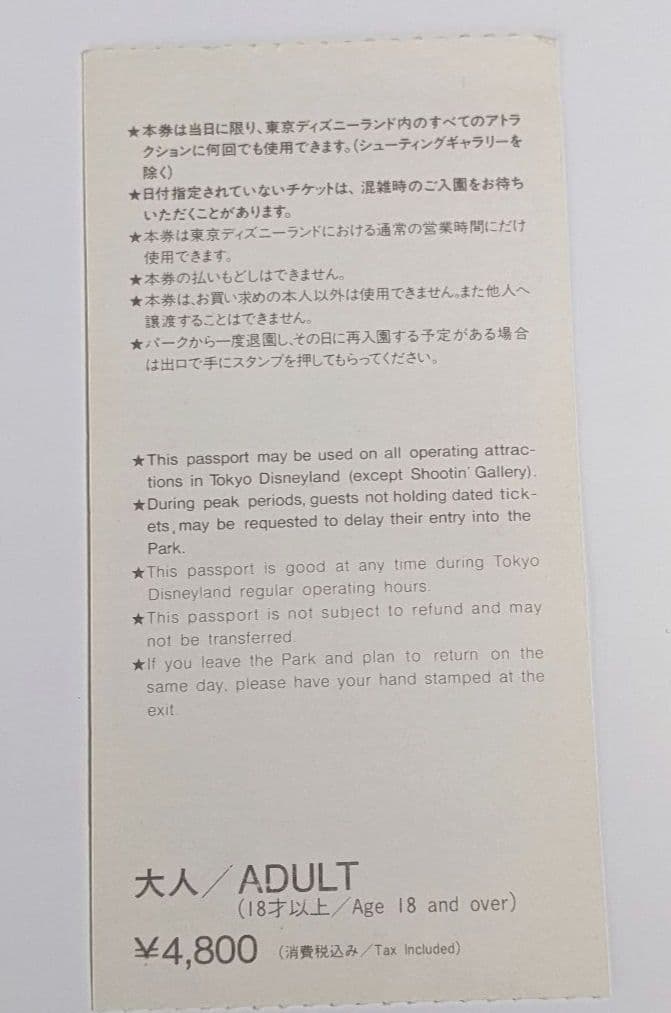 ★本券は当日に限り、東京ディズニーランド内のすべてのアトラ
クションに何回でも使用できます。(シューティングギャラリーを
除く)
★日付指定されていないチケットは、混雑時のご入園をお待ち
いただくことがあります。
★本券は東京ディズニーランドにおける通常の営業時間にだけ
使用できます。
★本券の払いもどしはできません。
★本券は、お買い求めの本人以外は使用できません。また他人へ
譲渡することはできません。
★パークから一度退園し、その日に再入園する予定がある場合
は出口で手にスタンプを押してもらってください。
★This passport may be used on all operating attrac-
tions in Tokyo Disneyland (except Shootin' Gallery).
★During peak periods, guests not holding dated tick-
ets, may be requested to delay their entry into the
Park.
★This passport is good at any time during Tokyo
Disneyland regular operating hours.
★This passport is not subject to refund and may
not be transferred.
★If you leave the Park and plan to return on the
same day, please have your hand stamped at the
exit.
大人/ADULT
(18才以上/Age 18 and over)
¥4,800 (消費税込み/Tax Included)